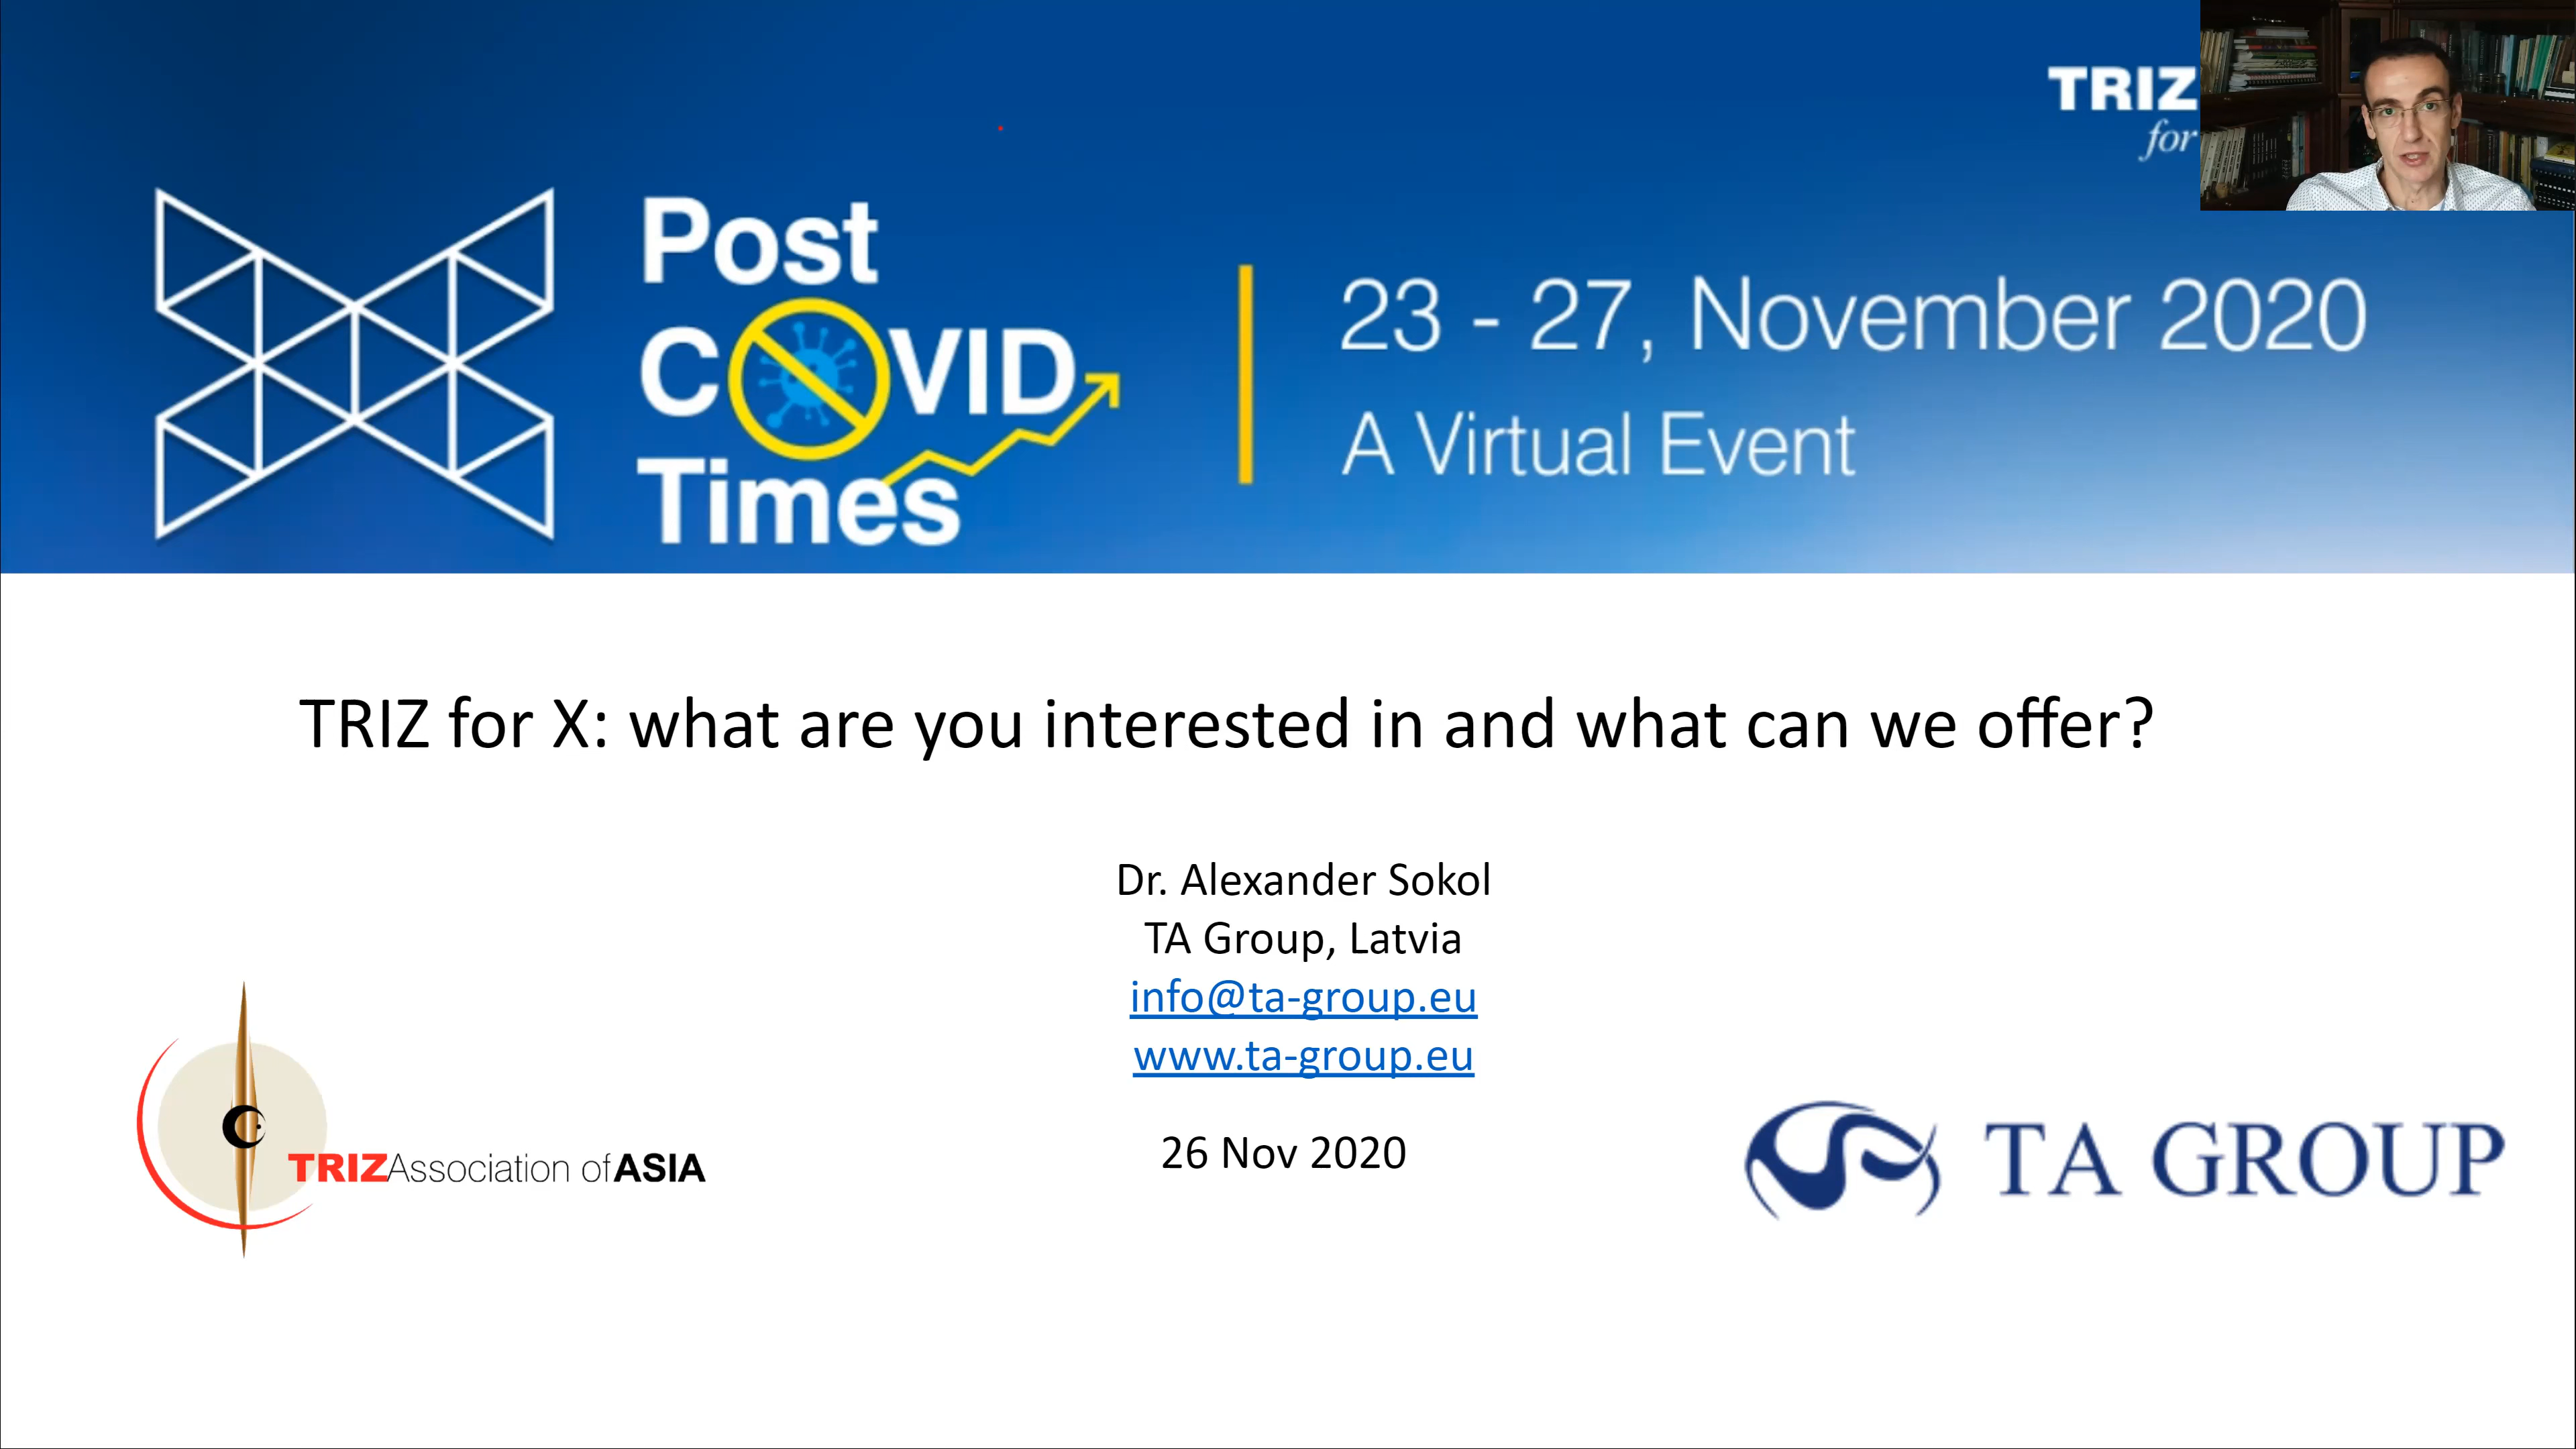 TRIZ
for
Post
COVID
Times
23 - 27, November 2020
A Virtual Event
TRIZ for X: what are you interested in and what can we offer?
Dr. Alexander Sokol
TA Group, Latvia
info@ta-group.eu
www.ta-group.eu
26 Nov 2020
TRIZ Association of ASIA
TA GROUP